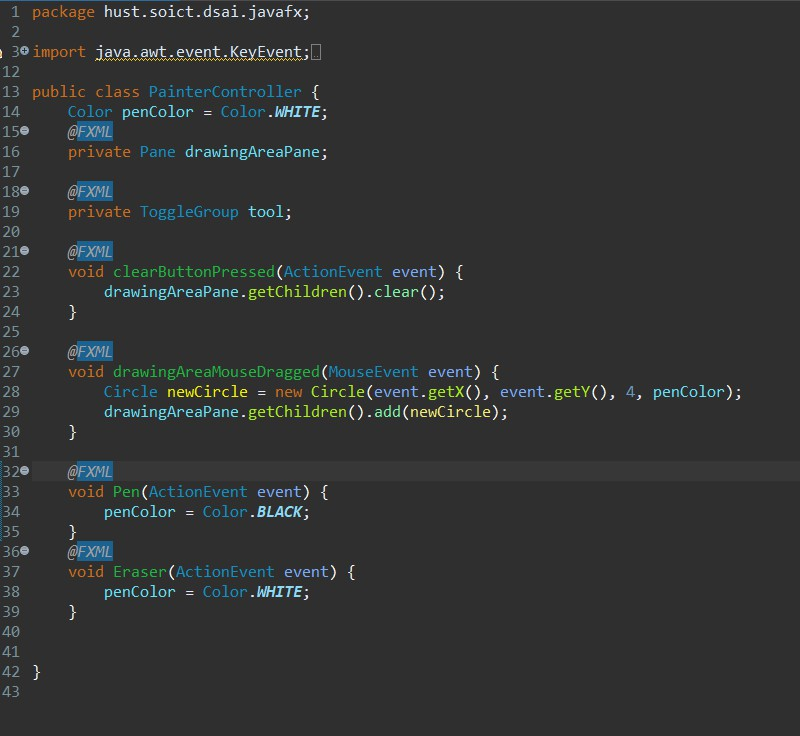 1 package hust.soict.dsai.javafx;
2
3 import java.awt.event.KeyEvent;
12
13 public class PainterController {
14     Color penColor = Color.WHITE;
15     @FXML
16     private Pane drawingAreaPane;
17
18     @FXML
19     private ToggleGroup tool;
20
21     @FXML
22     void clearButtonPressed(ActionEvent event) {
23         drawingAreaPane.getChildren().clear();
24     }
25
26     @FXML
27     void drawingAreaMouseDragged(MouseEvent event) {
28         Circle newCircle = new Circle(event.getX(), event.getY(), 4, penColor);
29         drawingAreaPane.getChildren().add(newCircle);
30     }
31
32     @FXML
33     void Pen(ActionEvent event) {
34         penColor = Color.BLACK;
35     }
36     @FXML
37     void Eraser(ActionEvent event) {
38         penColor = Color.WHITE;
39     }
40
41
42 }
43